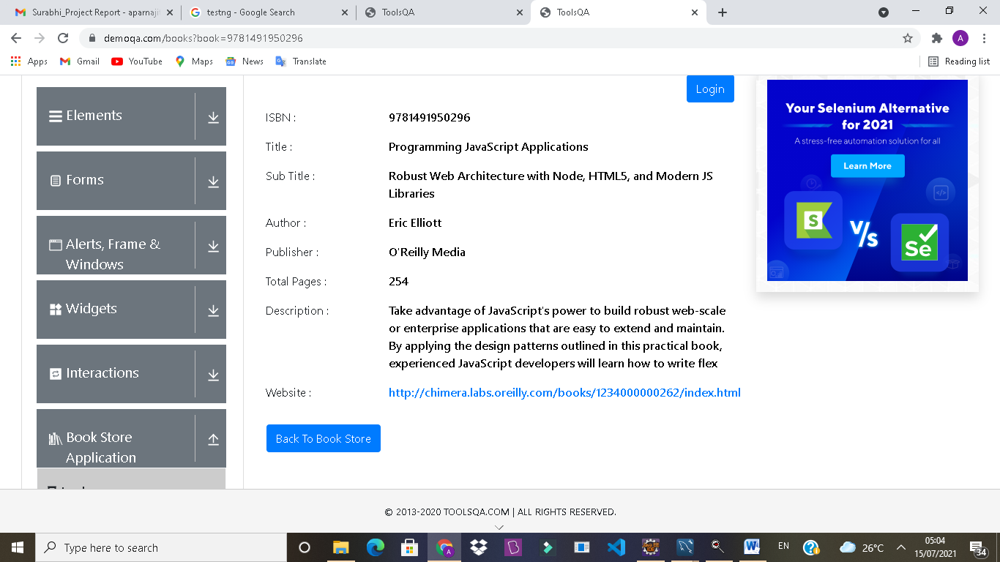 Surabhi_Project Report - aparnaji
testng - Google Search
ToolsQA
ToolsQA
demoqa.com/books?book=9781491950296
A
Apps
Gmail
YouTube
Maps
News
Translate
Reading list
Login
Elements
Forms
Alerts, Frame &
Windows
Widgets
Interactions
Book Store
Application
ISBN :
9781491950296
Title :
Programming JavaScript Applications
Sub Title :
Robust Web Architecture with Node, HTML5, and Modern JS
Libraries
Author :
Eric Elliott
Publisher :
O'Reilly Media
Total Pages :
254
Description :
Take advantage of JavaScript's power to build robust web-scale
or enterprise applications that are easy to extend and maintain.
By applying the design patterns outlined in this practical book,
experienced JavaScript developers will learn how to write flex
Website :
http://chimera.labs.oreilly.com/books/1234000000262/index.html
Back To Book Store
Your Selenium Alternative
for 2021
A stress-free automation solution for all
Learn More
S
V/s
Se
© 2013-2020 TOOLSQA.COM | ALL RIGHTS RESERVED.
Type here to search
EN
26°C
05:04
15/07/2021
34